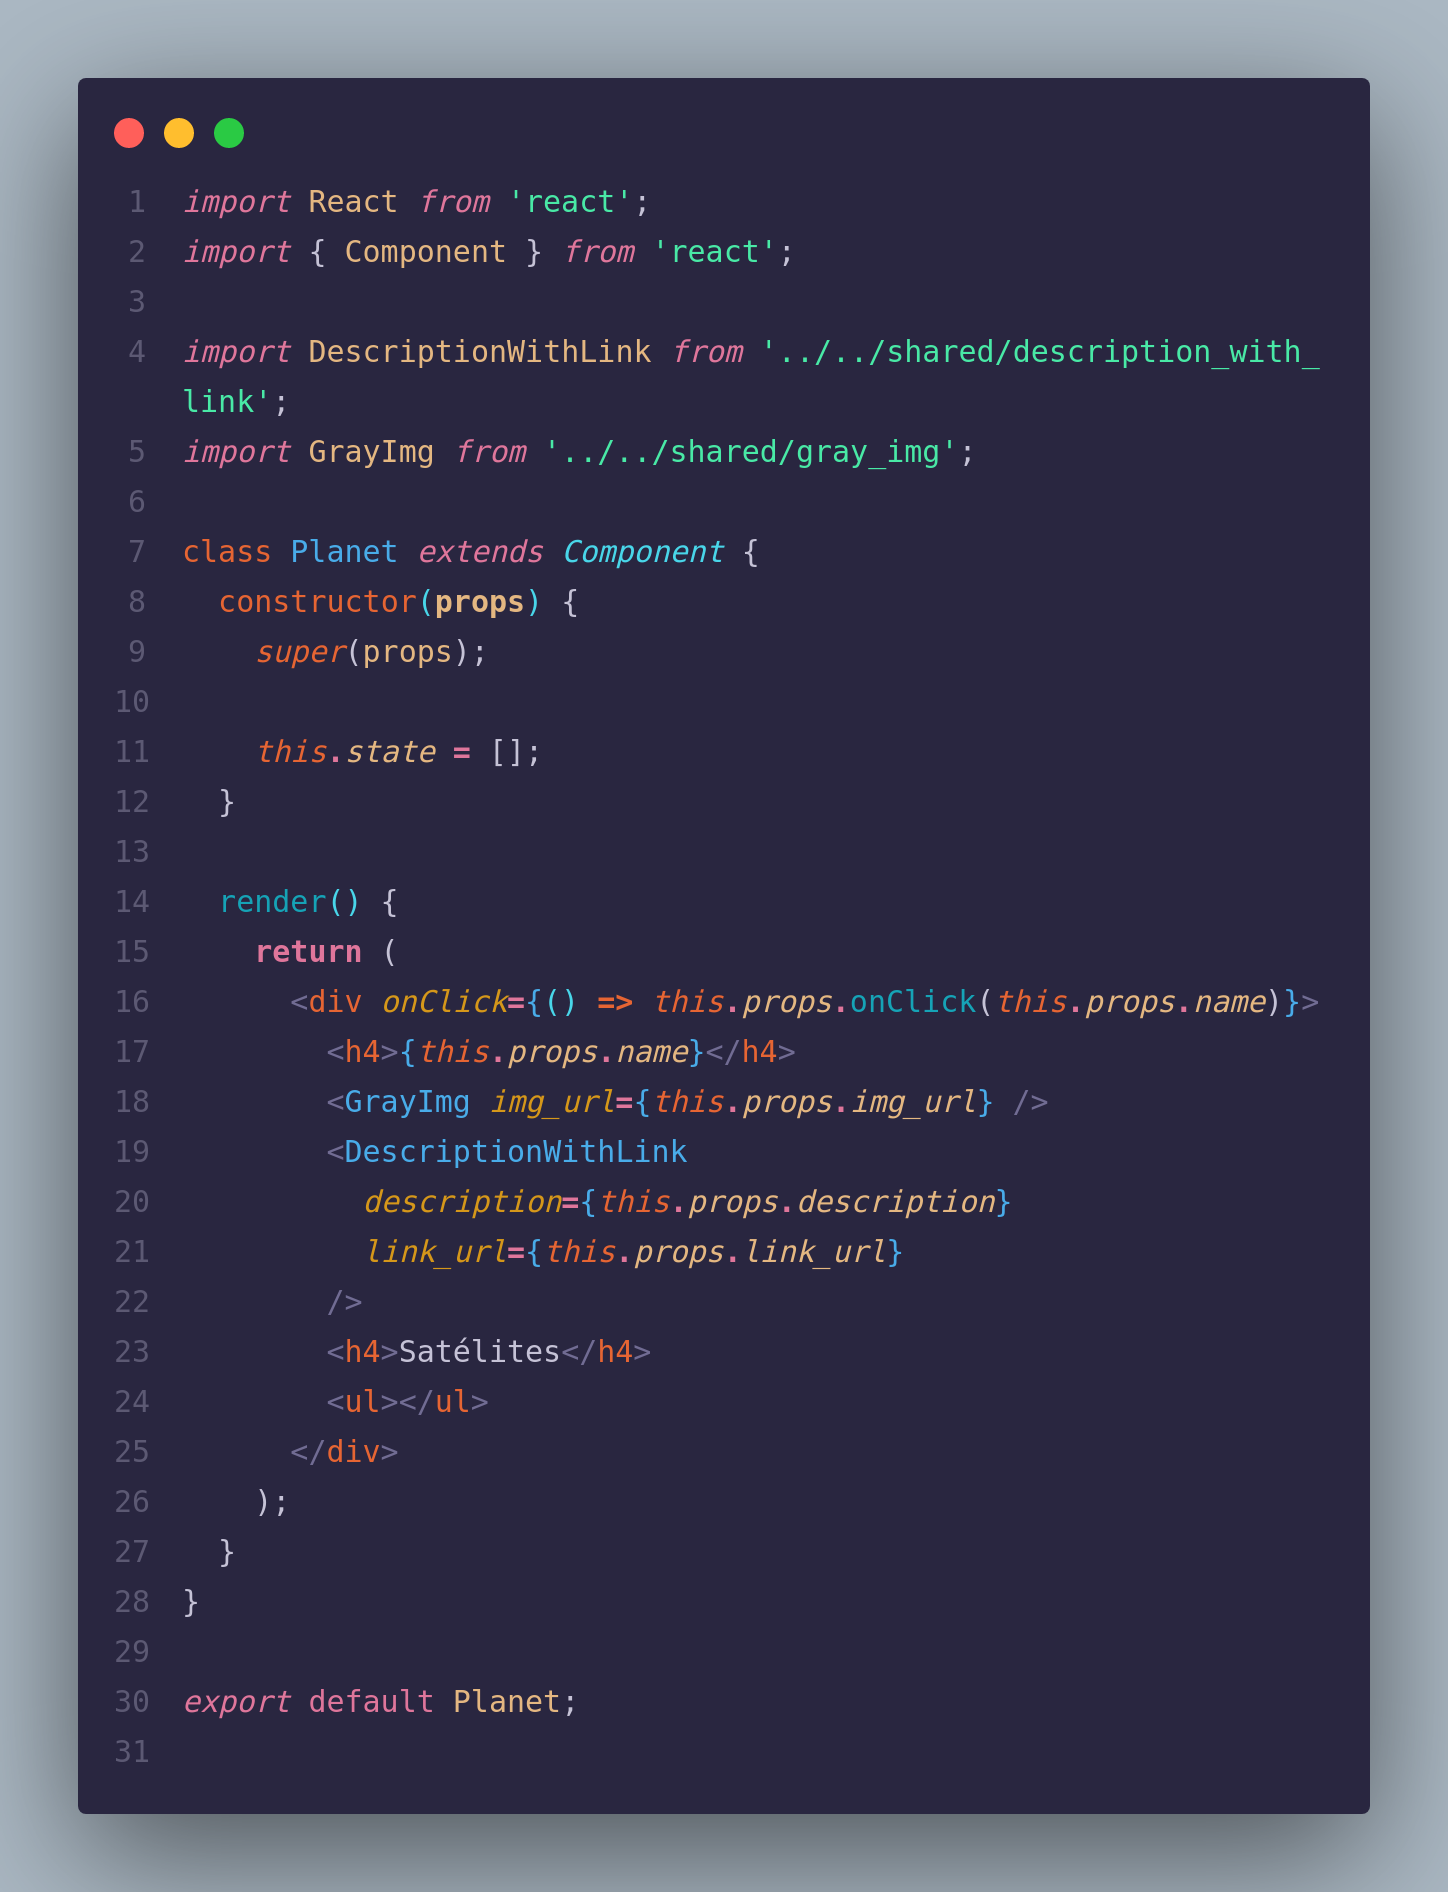 1 import React from 'react';
2 import { Component } from 'react';
3
4 import DescriptionWithLink from '../../shared/description_with_
link';
5 import GrayImg from '../../shared/gray_img';
6
7 class Planet extends Component {
8   constructor(props) {
9     super(props);
10
11     this.state = [];
12   }
13
14   render() {
15     return (
16       <div onClick={() => this.props.onClick(this.props.name)}>
17         <h4>{this.props.name}</h4>
18         <GrayImg img_url={this.props.img_url} />
19         <DescriptionWithLink
20           description={this.props.description}
21           link_url={this.props.link_url}
22         />
23         <h4>Satélites</h4>
24         <ul></ul>
25       </div>
26     );
27   }
28 }
29
30 export default Planet;
31